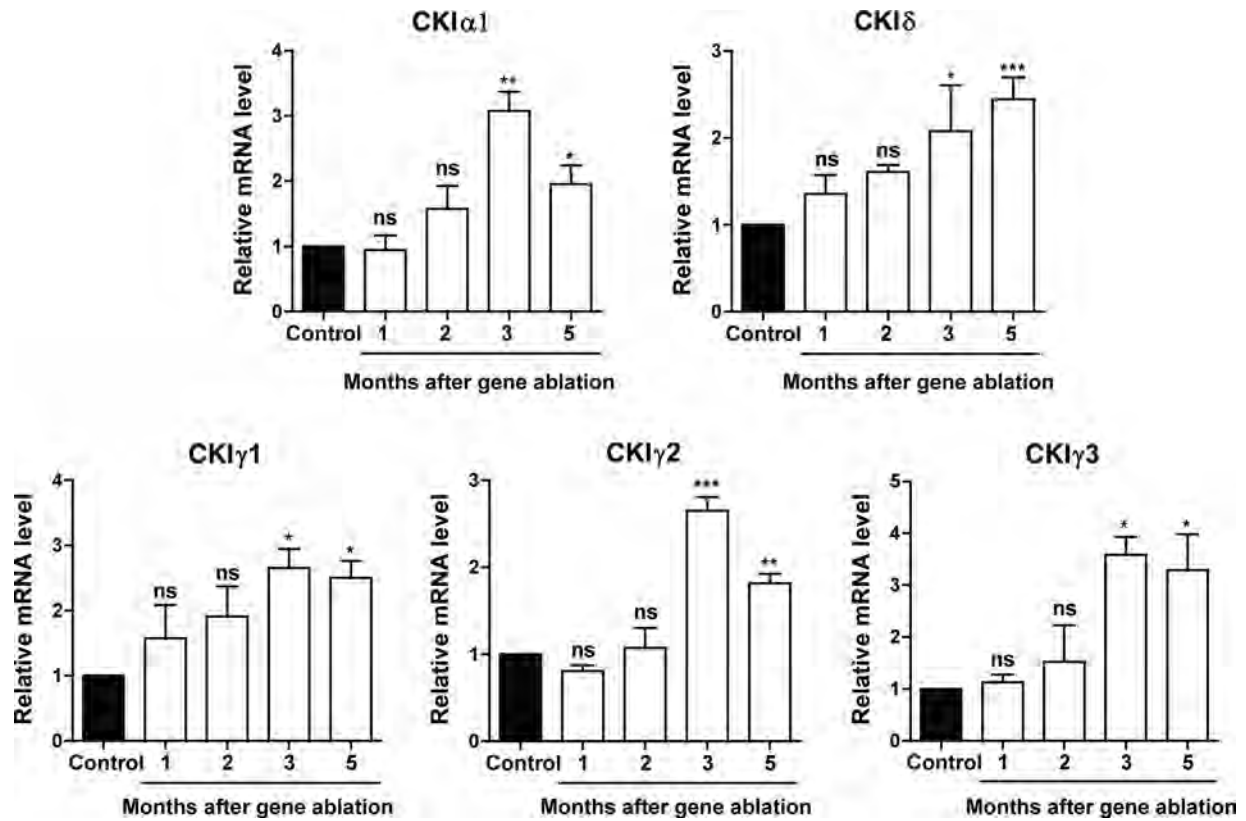 CKIα1
Relative mRNA level
4
3
2
1
0
ns
ns
**
*
Control 1 2 3 5
Months after gene ablation
CKIδ
Relative mRNA level
3
2
1
0
ns
ns
*
***
Control 1 2 3 5
Months after gene ablation
CKIγ1
Relative mRNA level
4
3
2
1
0
ns
ns
*
*
Control 1 2 3 5
Months after gene ablation
CKIγ2
Relative mRNA level
3
2
1
0
ns
ns
***
**
Control 1 2 3 5
Months after gene ablation
CKIγ3
Relative mRNA level
5
4
3
2
1
0
ns
ns
*
*
Control 1 2 3 5
Months after gene ablation